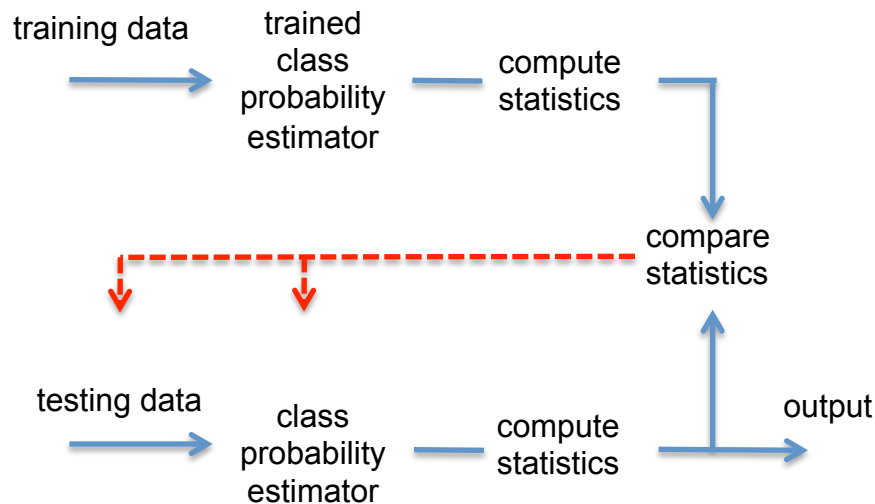 training data
trained
class
probability
estimator
compute
statistics
compare
statistics
testing data
class
probability
estimator
compute
statistics
output